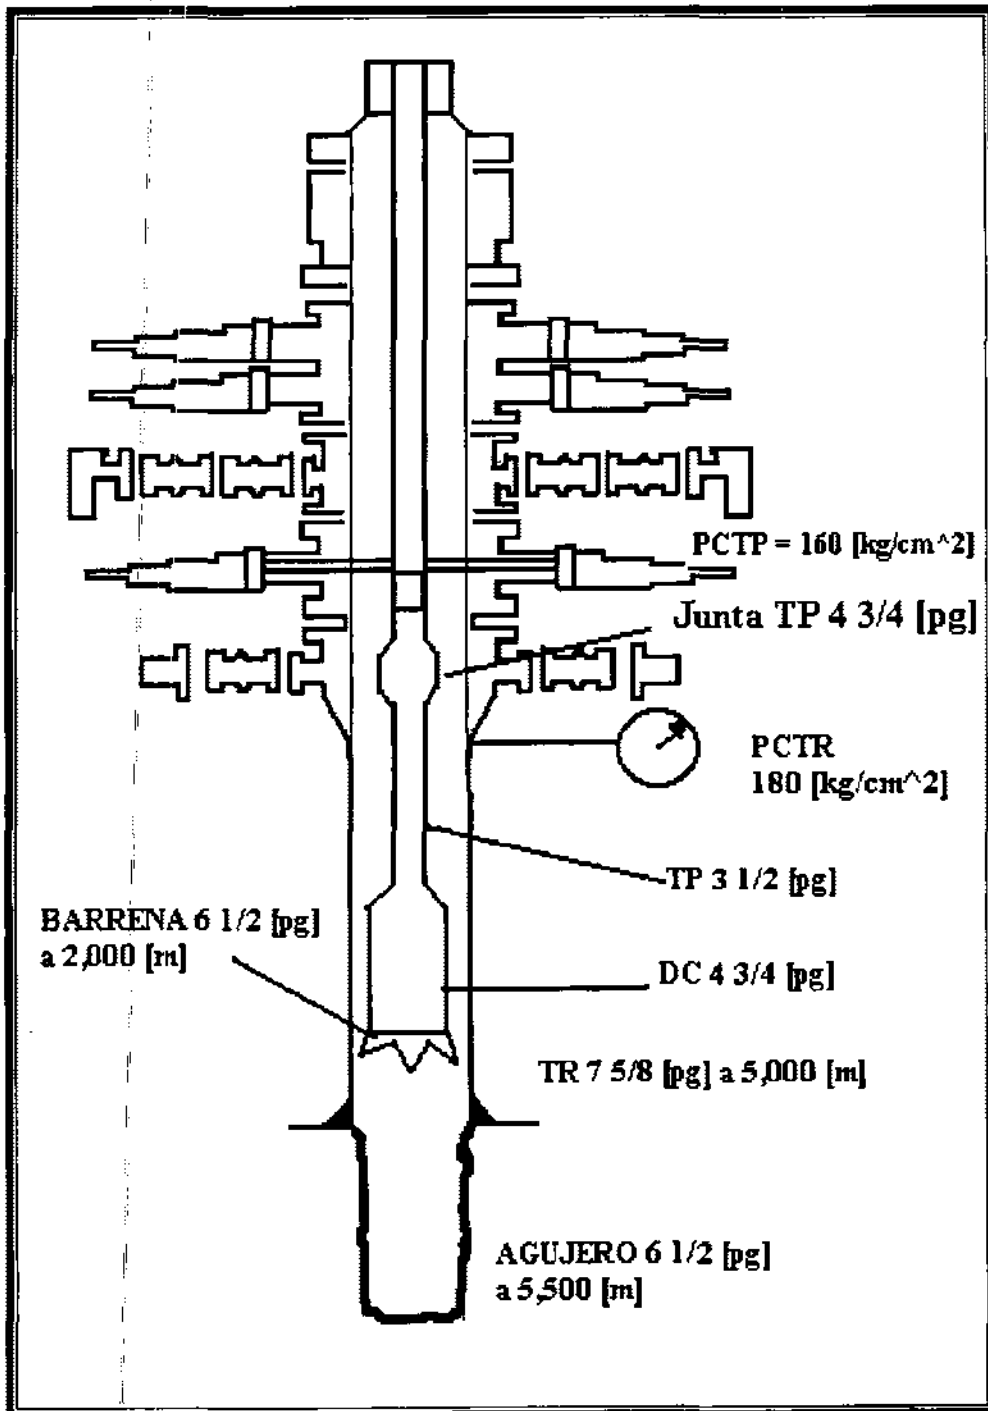 PCTP = 160 [kg/cm^2]
Junta TP 4 3/4 [pg]
PCTR
180 [kg/cm^2]
TP 3 1/2 [pg]
BARRENA 6 1/2 [pg]
a 2,000 [m]
DC 4 3/4 [pg]
TR 7 5/8 [pg] a 5,000 [m]
AGUJERO 6 1/2 [pg]
a 5,500 [m]